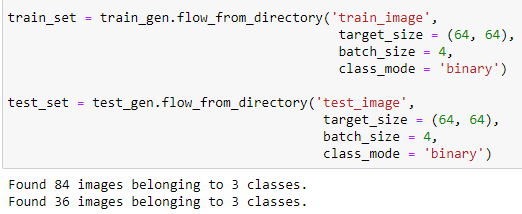 train_set = train_gen.flow_from_directory('train_image',
target_size = (64, 64),
batch_size = 4,
class_mode = 'binary')
test_set = test_gen.flow_from_directory('test_image',
target_size = (64, 64),
batch_size = 4,
class_mode = 'binary')
Found 84 images belonging to 3 classes.
Found 36 images belonging to 3 classes.